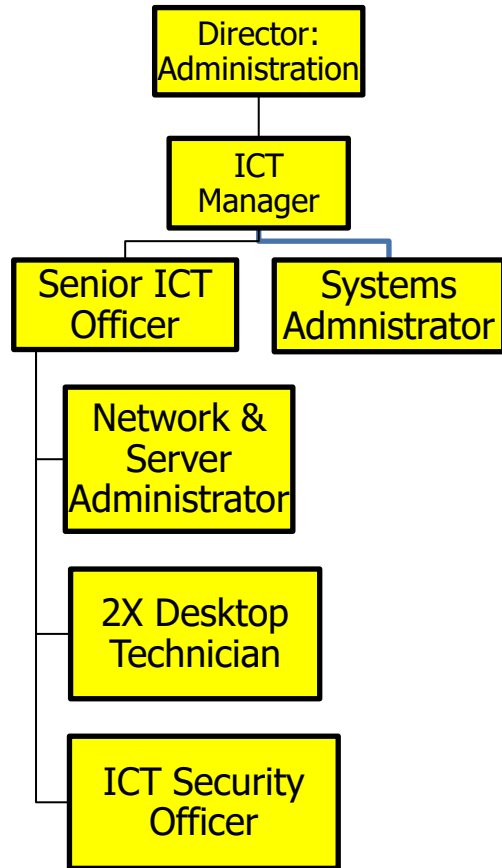 Director:
Administration
ICT
Manager
Senior ICT
Officer
Systems
Admnistrator
Network &
Server
Administrator
2X Desktop
Technician
ICT Security
Officer